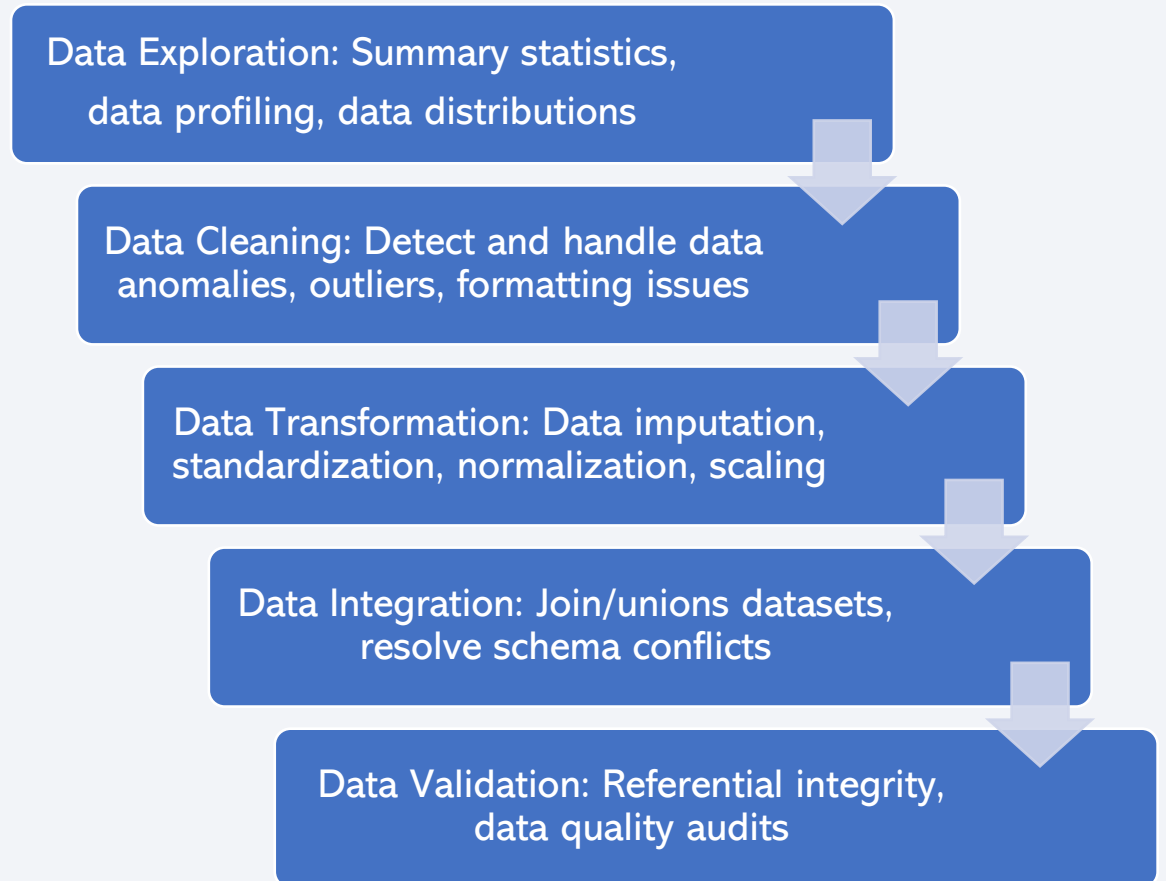 Data Exploration: Summary statistics,
data profiling, data distributions
Data Cleaning: Detect and handle data
anomalies, outliers, formatting issues
Data Transformation: Data imputation,
standardization, normalization, scaling
Data Integration: Join/unions datasets,
resolve schema conflicts
Data Validation: Referential integrity,
data quality audits